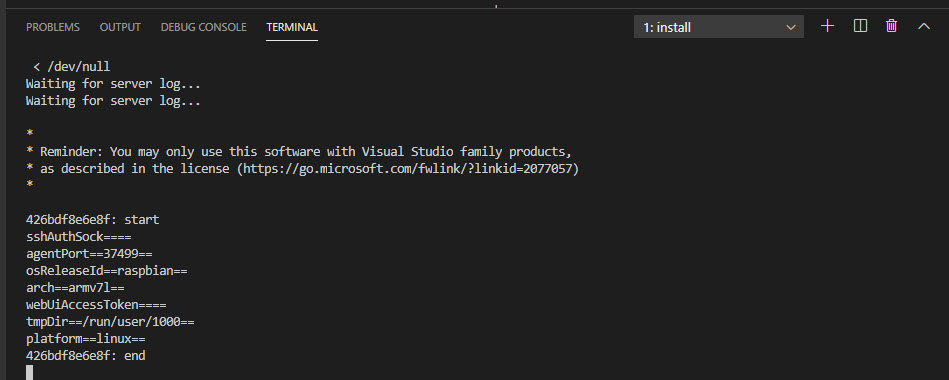 PROBLEMS OUTPUT DEBUG CONSOLE TERMINAL 1: install
< /dev/null
Waiting for server log...
Waiting for server log...
*
* Reminder: You may only use this software with Visual Studio family products,
* as described in the license (https://go.microsoft.com/fwlink/?linkid=2077057)
*
426bdf8e6e8f: start
sshAuthSock====
agentPort==37499==
osReleaseId==raspbian==
arch==armv7l==
webUiAccessToken====
tmpDir==/run/user/1000==
platform==linux==
426bdf8e6e8f: end